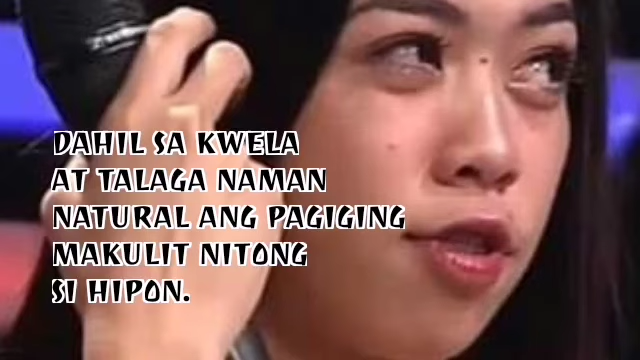 DAHIL SA KWELA
AT TALAGA NAMAN
NATURAL ANG PAGIGING
MAKULIT NITONG
SI HIPON.